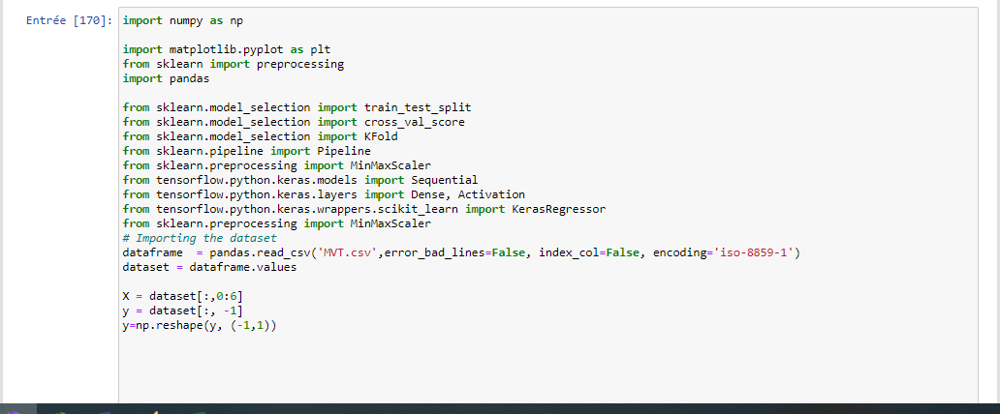 Entrée [170]: import numpy as np
import matplotlib.pyplot as plt
from sklearn import preprocessing
import pandas
from sklearn.model_selection import train_test_split
from sklearn.model_selection import cross_val_score
from sklearn.model_selection import KFold
from sklearn.pipeline import Pipeline
from sklearn.preprocessing import MinMaxScaler
from tensorflow.python.keras.models import Sequential
from tensorflow.python.keras.layers import Dense, Activation
from tensorflow.python.keras.wrappers.scikit_learn import KerasRegressor
from sklearn.preprocessing import MinMaxScaler
# Importing the dataset
dataframe  = pandas.read_csv('MVT.csv',error_bad_lines=False, index_col=False, encoding='iso-8859-1')
dataset = dataframe.values
X = dataset[:,0:6]
y = dataset[:, -1]
y=np.reshape(y, (-1,1))